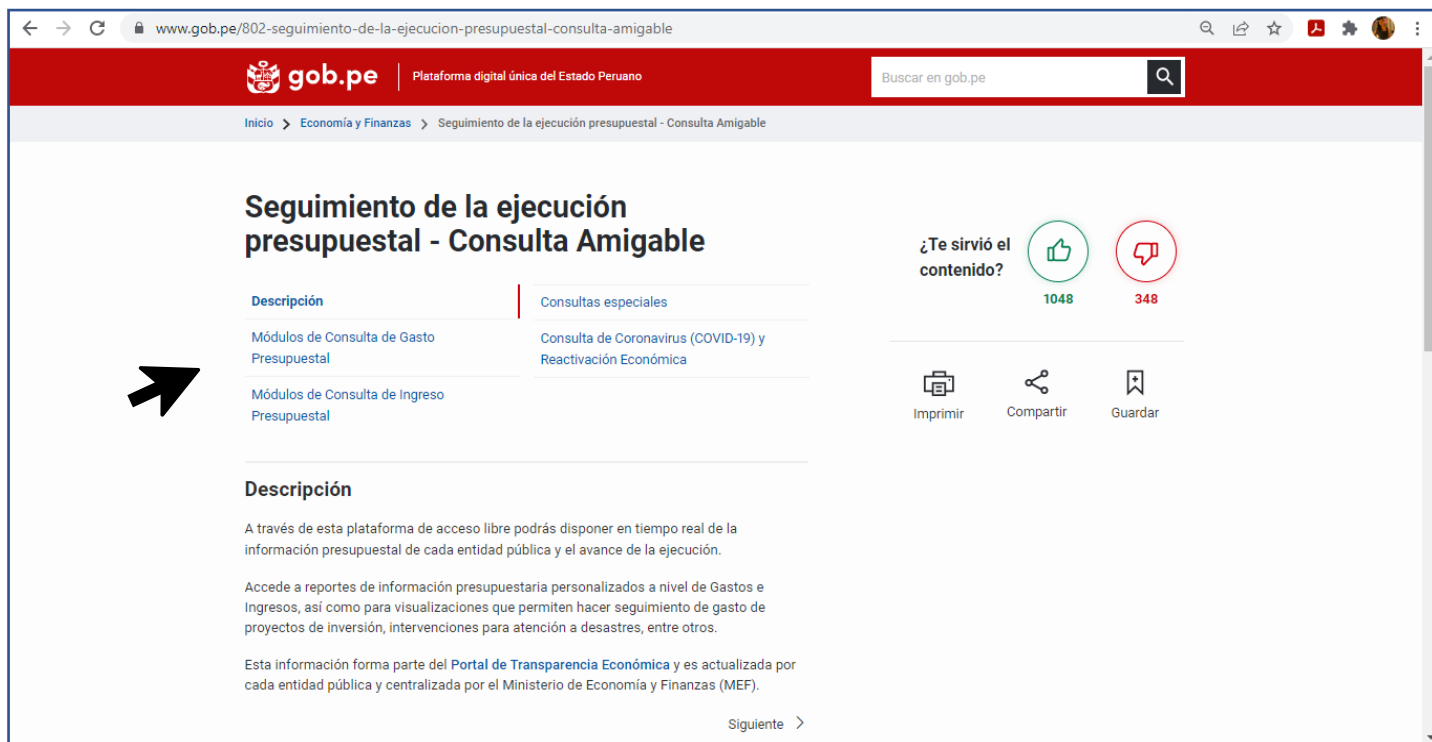 www.gob.pe/802-seguimiento-de-la-ejecucion-presupuestal-consulta-amigable
gob.pe
Plataforma digital única del Estado Peruano
Buscar en gob.pe
Inicio > Economía y Finanzas > Seguimiento de la ejecución presupuestal - Consulta Amigable
Seguimiento de la ejecución
presupuestal - Consulta Amigable
Descripción
Módulos de Consulta de Gasto
Presupuestal
Módulos de Consulta de Ingreso
Presupuestal
Consultas especiales
Consulta de Coronavirus (COVID-19) y
Reactivación Económica
¿Te sirvió el
contenido?
1048
348
Imprimir
Compartir
Guardar
Descripción
A través de esta plataforma de acceso libre podrás disponer en tiempo real de la
información presupuestal de cada entidad pública y el avance de la ejecución.
Accede a reportes de información presupuestaria personalizados a nivel de Gastos e
Ingresos, así como para visualizaciones que permiten hacer seguimiento de gasto de
proyectos de inversión, intervenciones para atención a desastres, entre otros.
Esta información forma parte del Portal de Transparencia Económica y es actualizada por
cada entidad pública y centralizada por el Ministerio de Economía y Finanzas (MEF).
Siguiente >